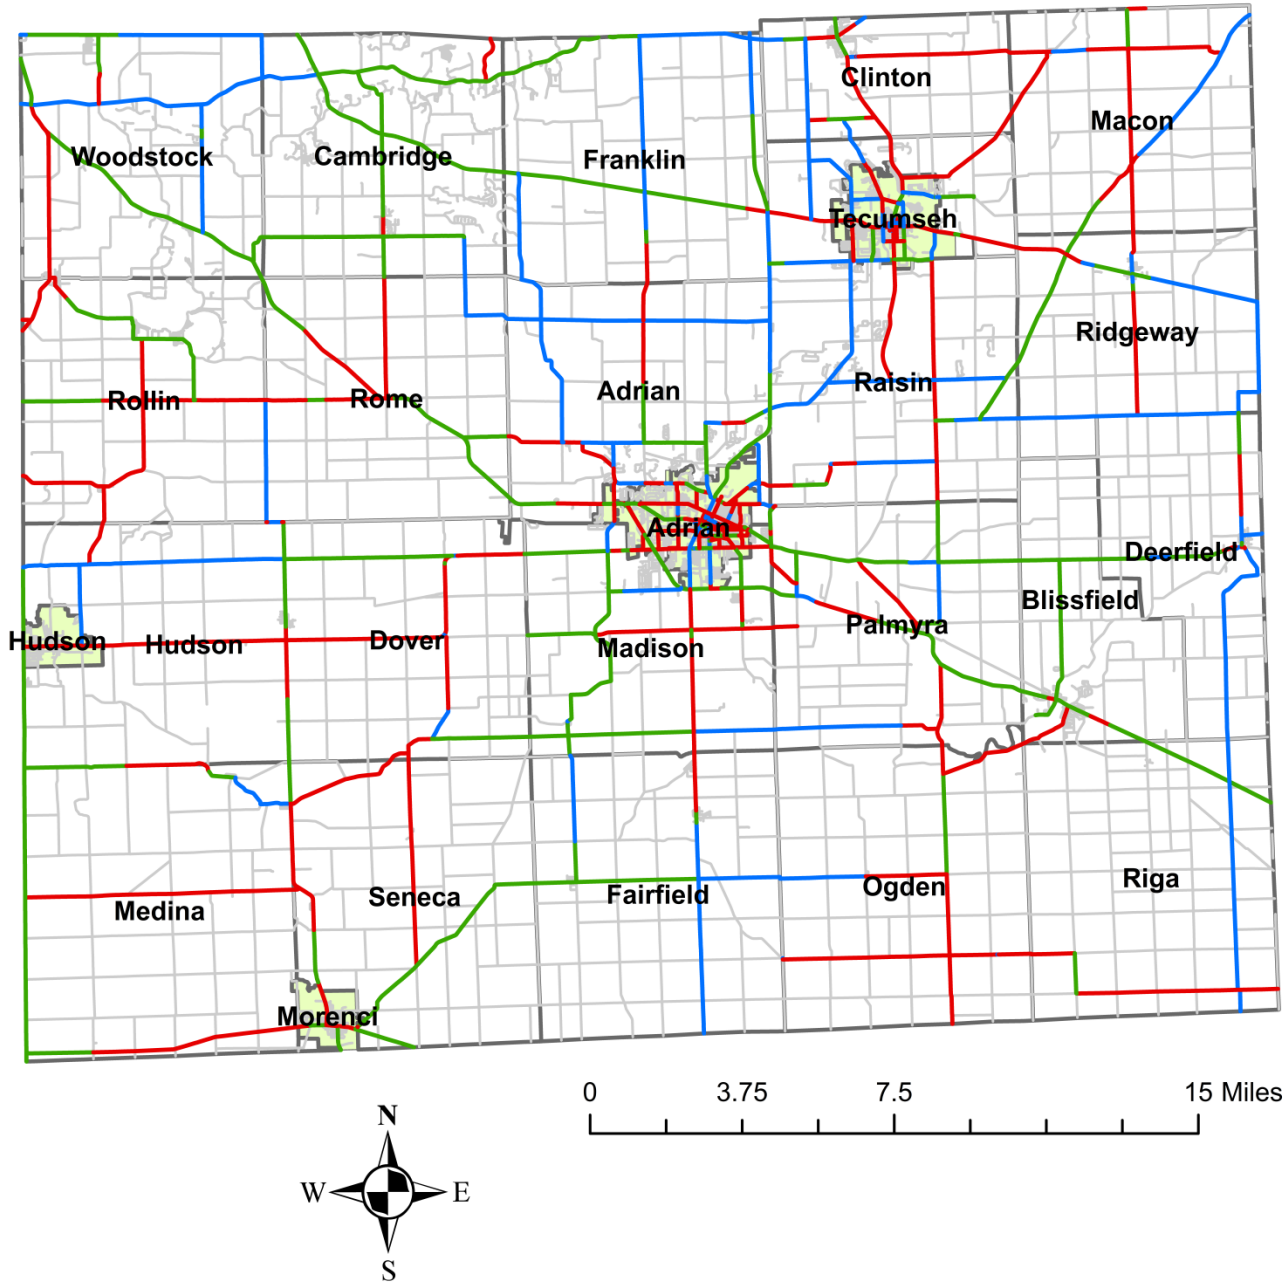 Clinton
Macon
Woodstock
Cambridge
Franklin
Tecumseh
Ridgeway
Raisin
Adrian
Rollin
Rome
Adrian
Deerfield
Blissfield
Palmyra
Hudson
Hudson
Dover
Madison
Riga
Ogden
Fairfield
Seneca
Medina
Morenci
0 3.75 7.5 15 Miles
N
W E
S